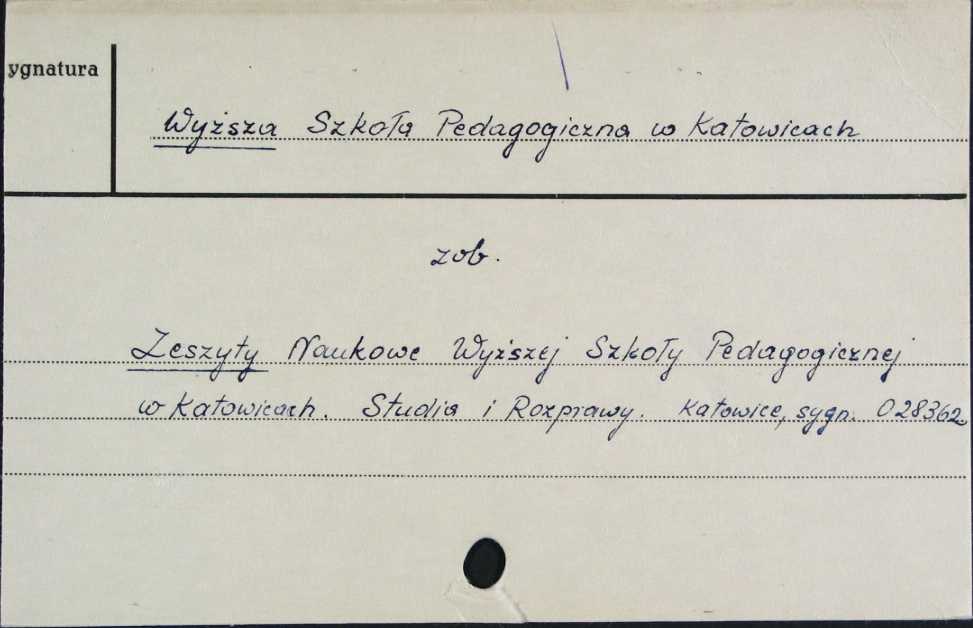 ygnatura
Wyższa Szkoła Pedagogiczna w Katowicach
zob.
Zeszyty Naukowe Wyższej Szkoły Pedagogicznej
w Katowicach. Studia i Rozprawy. Katowice, sygn. 028362